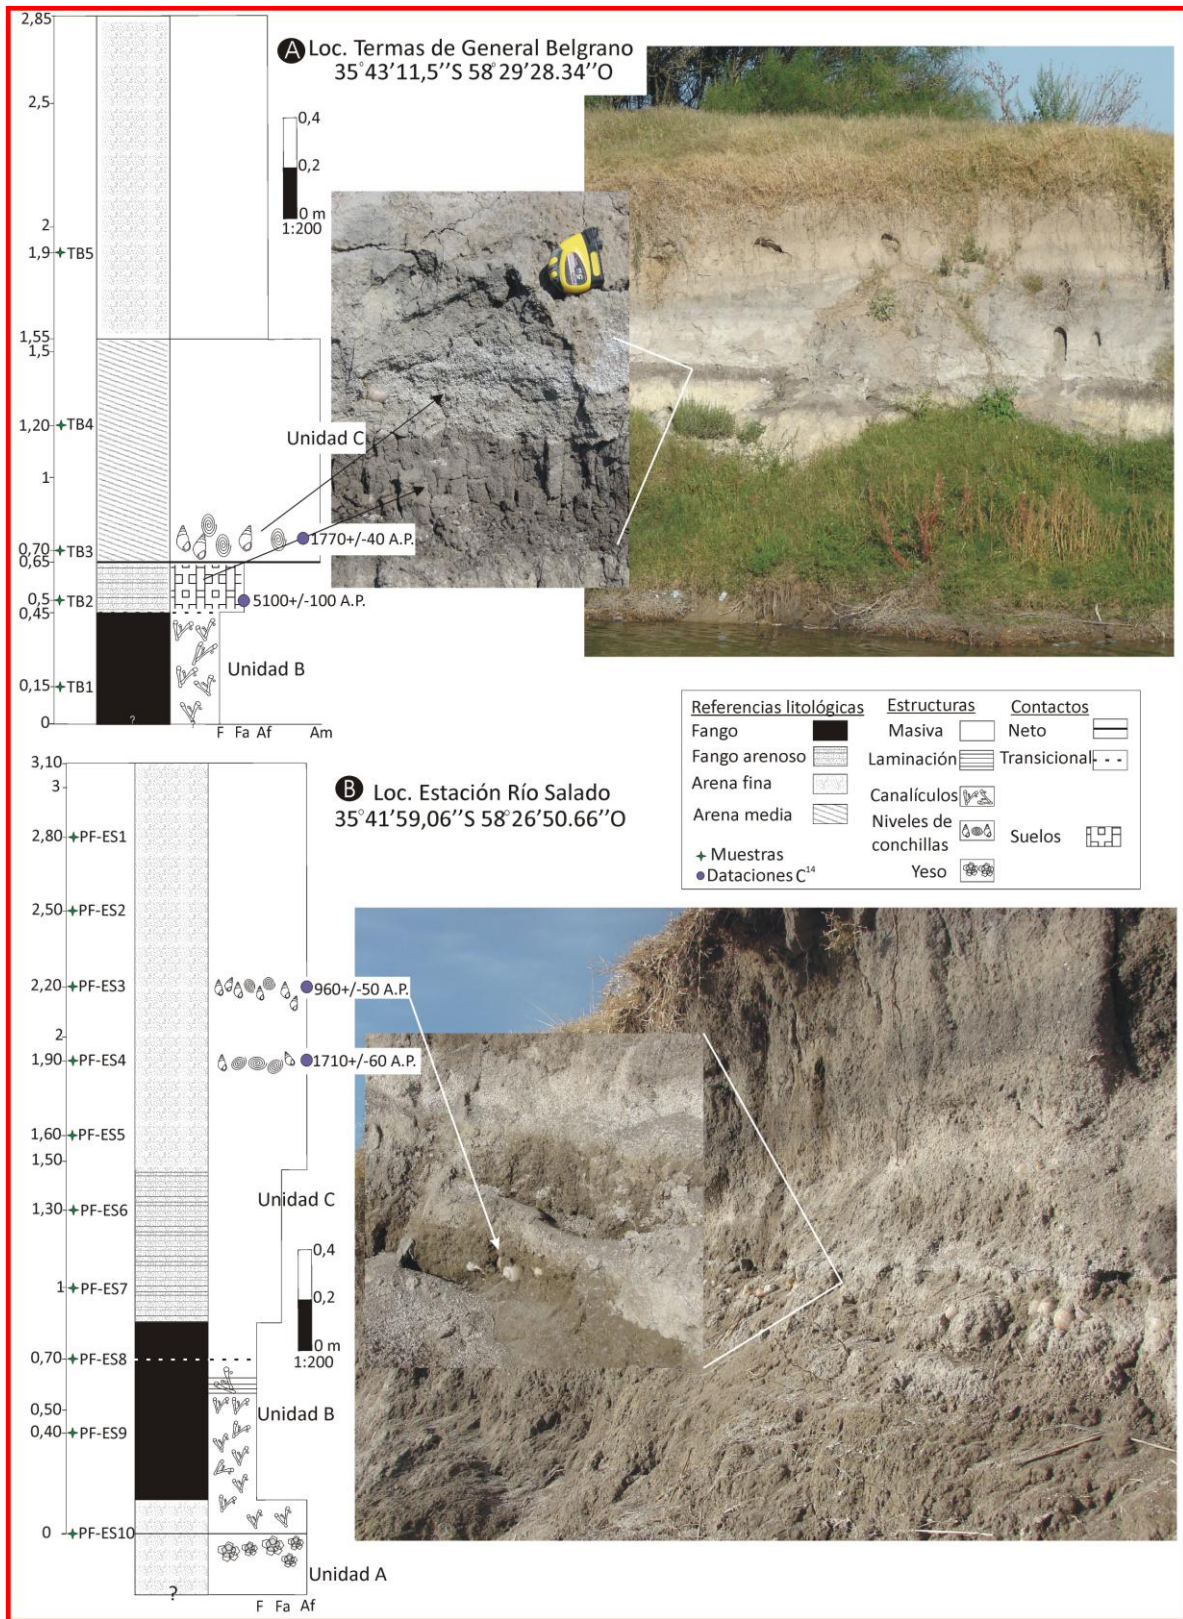 A Loc. Termas de General Belgrano
35°43'11,5''S 58°29'28.34''O
2,85
2,5
2
1,9 TB5
1,55
1,5
1,20 TB4
1
0,70 TB3
0,65
0,5 TB2
0,45
0,15 TB1
0
0,4
0,2
0 m
1:200
Unidad C
1770+/-40 A.P.
5100+/-100 A.P.
Unidad B
?
F Fa Af Am
Referencias litológicas
Fango
Fango arenoso
Arena fina
Arena media
Muestras
Dataciones C14
Estructuras
Masiva
Laminación
Canalículos
Niveles de
conchillas
Yeso
Contactos
Neto
Transicional
Suelos
B Loc. Estación Río Salado
35°41'59,06''S 58°26'50.66''O
3,10
3
2,80 PF-ES1
2,50 PF-ES2
2,20 PF-ES3
2
1,90 PF-ES4
1,60 PF-ES5
1,50
1,30 PF-ES6
1 PF-ES7
0,70 PF-ES8
0,50
0,40 PF-ES9
0 PF-ES10
960+/-50 A.P.
1710+/-60 A.P.
Unidad C
0,4
0,2
0 m
1:200
Unidad B
Unidad A
?
F Fa Af